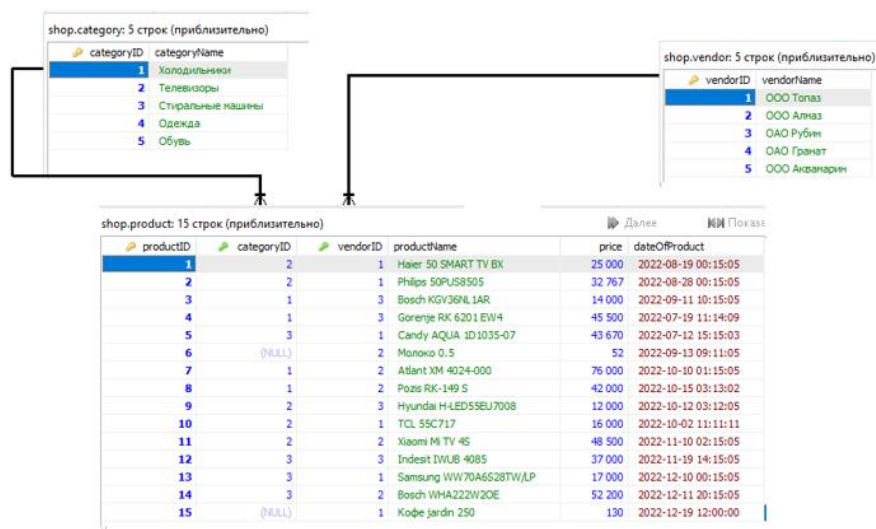 shop.category: 5 строк (приблизительно)
categoryID categoryName
1 Холодильники
2 Телевизоры
3 Стиральные машины
4 Одежда
5 Обувь
shop.vendor: 5 строк (приблизительно)
vendorID vendorName
1 ООО Топаз
2 ООО Алмаз
3 ОАО Рубин
4 ОАО Гранат
5 ООО Аквамарин
shop.product: 15 строк (приблизительно) Далее Показа
productID categoryID vendorID productName price dateOfProduct
1 2 1 Haier 50 SMART TV BX 25 000 2022-08-19 00:15:05
2 2 1 Philips 50PUS8505 32 767 2022-08-28 00:15:05
3 1 3 Bosch KGV36NL1AR 14 000 2022-09-11 10:15:05
4 1 3 Gorenje RK 6201 EW4 45 500 2022-07-19 11:14:09
5 3 1 Candy AQUA 1D1035-07 43 670 2022-07-12 15:15:03
6 (NULL) 2 Молоко 0.5 52 2022-09-13 09:11:05
7 1 2 Atlant XM 4024-000 76 000 2022-10-10 01:15:05
8 1 2 Pozis RK-149 S 42 000 2022-10-15 03:13:02
9 2 3 Hyundai H-LED55EU7008 12 000 2022-10-12 03:12:05
10 2 1 TCL 55C717 16 000 2022-10-02 11:11:11
11 2 2 Xiaomi Mi TV 4S 48 500 2022-11-10 02:15:05
12 3 3 Indesit IWUB 4085 37 000 2022-11-19 14:15:05
13 3 1 Samsung WW70A6S28TW/LP 17 000 2022-12-10 00:15:05
14 3 2 Bosch WHA222W2OE 52 200 2022-12-11 20:15:05
15 (NULL) 1 Кофе jardin 250 130 2022-12-19 12:00:00